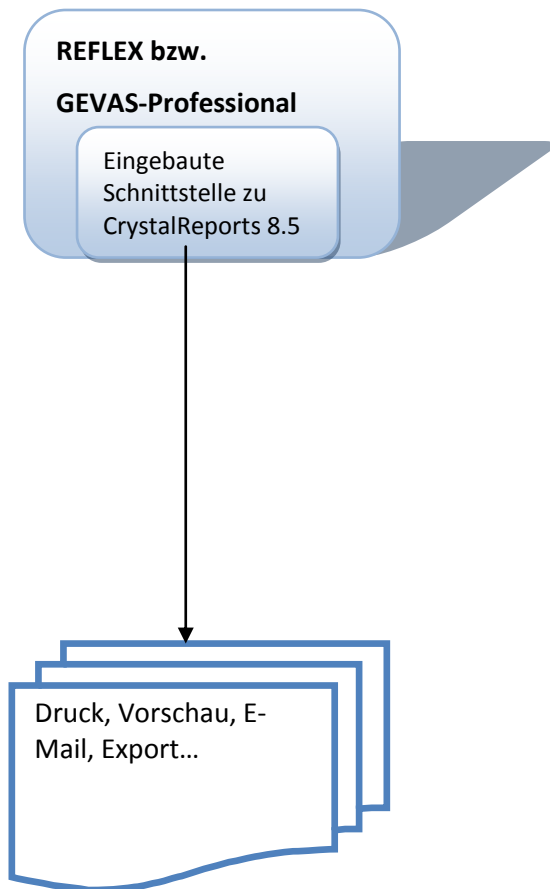 REFLEX bzw.
GEVAS-Professional
Eingebaute
Schnittstelle zu
CrystalReports 8.5
Druck, Vorschau, E-
Mail, Export…